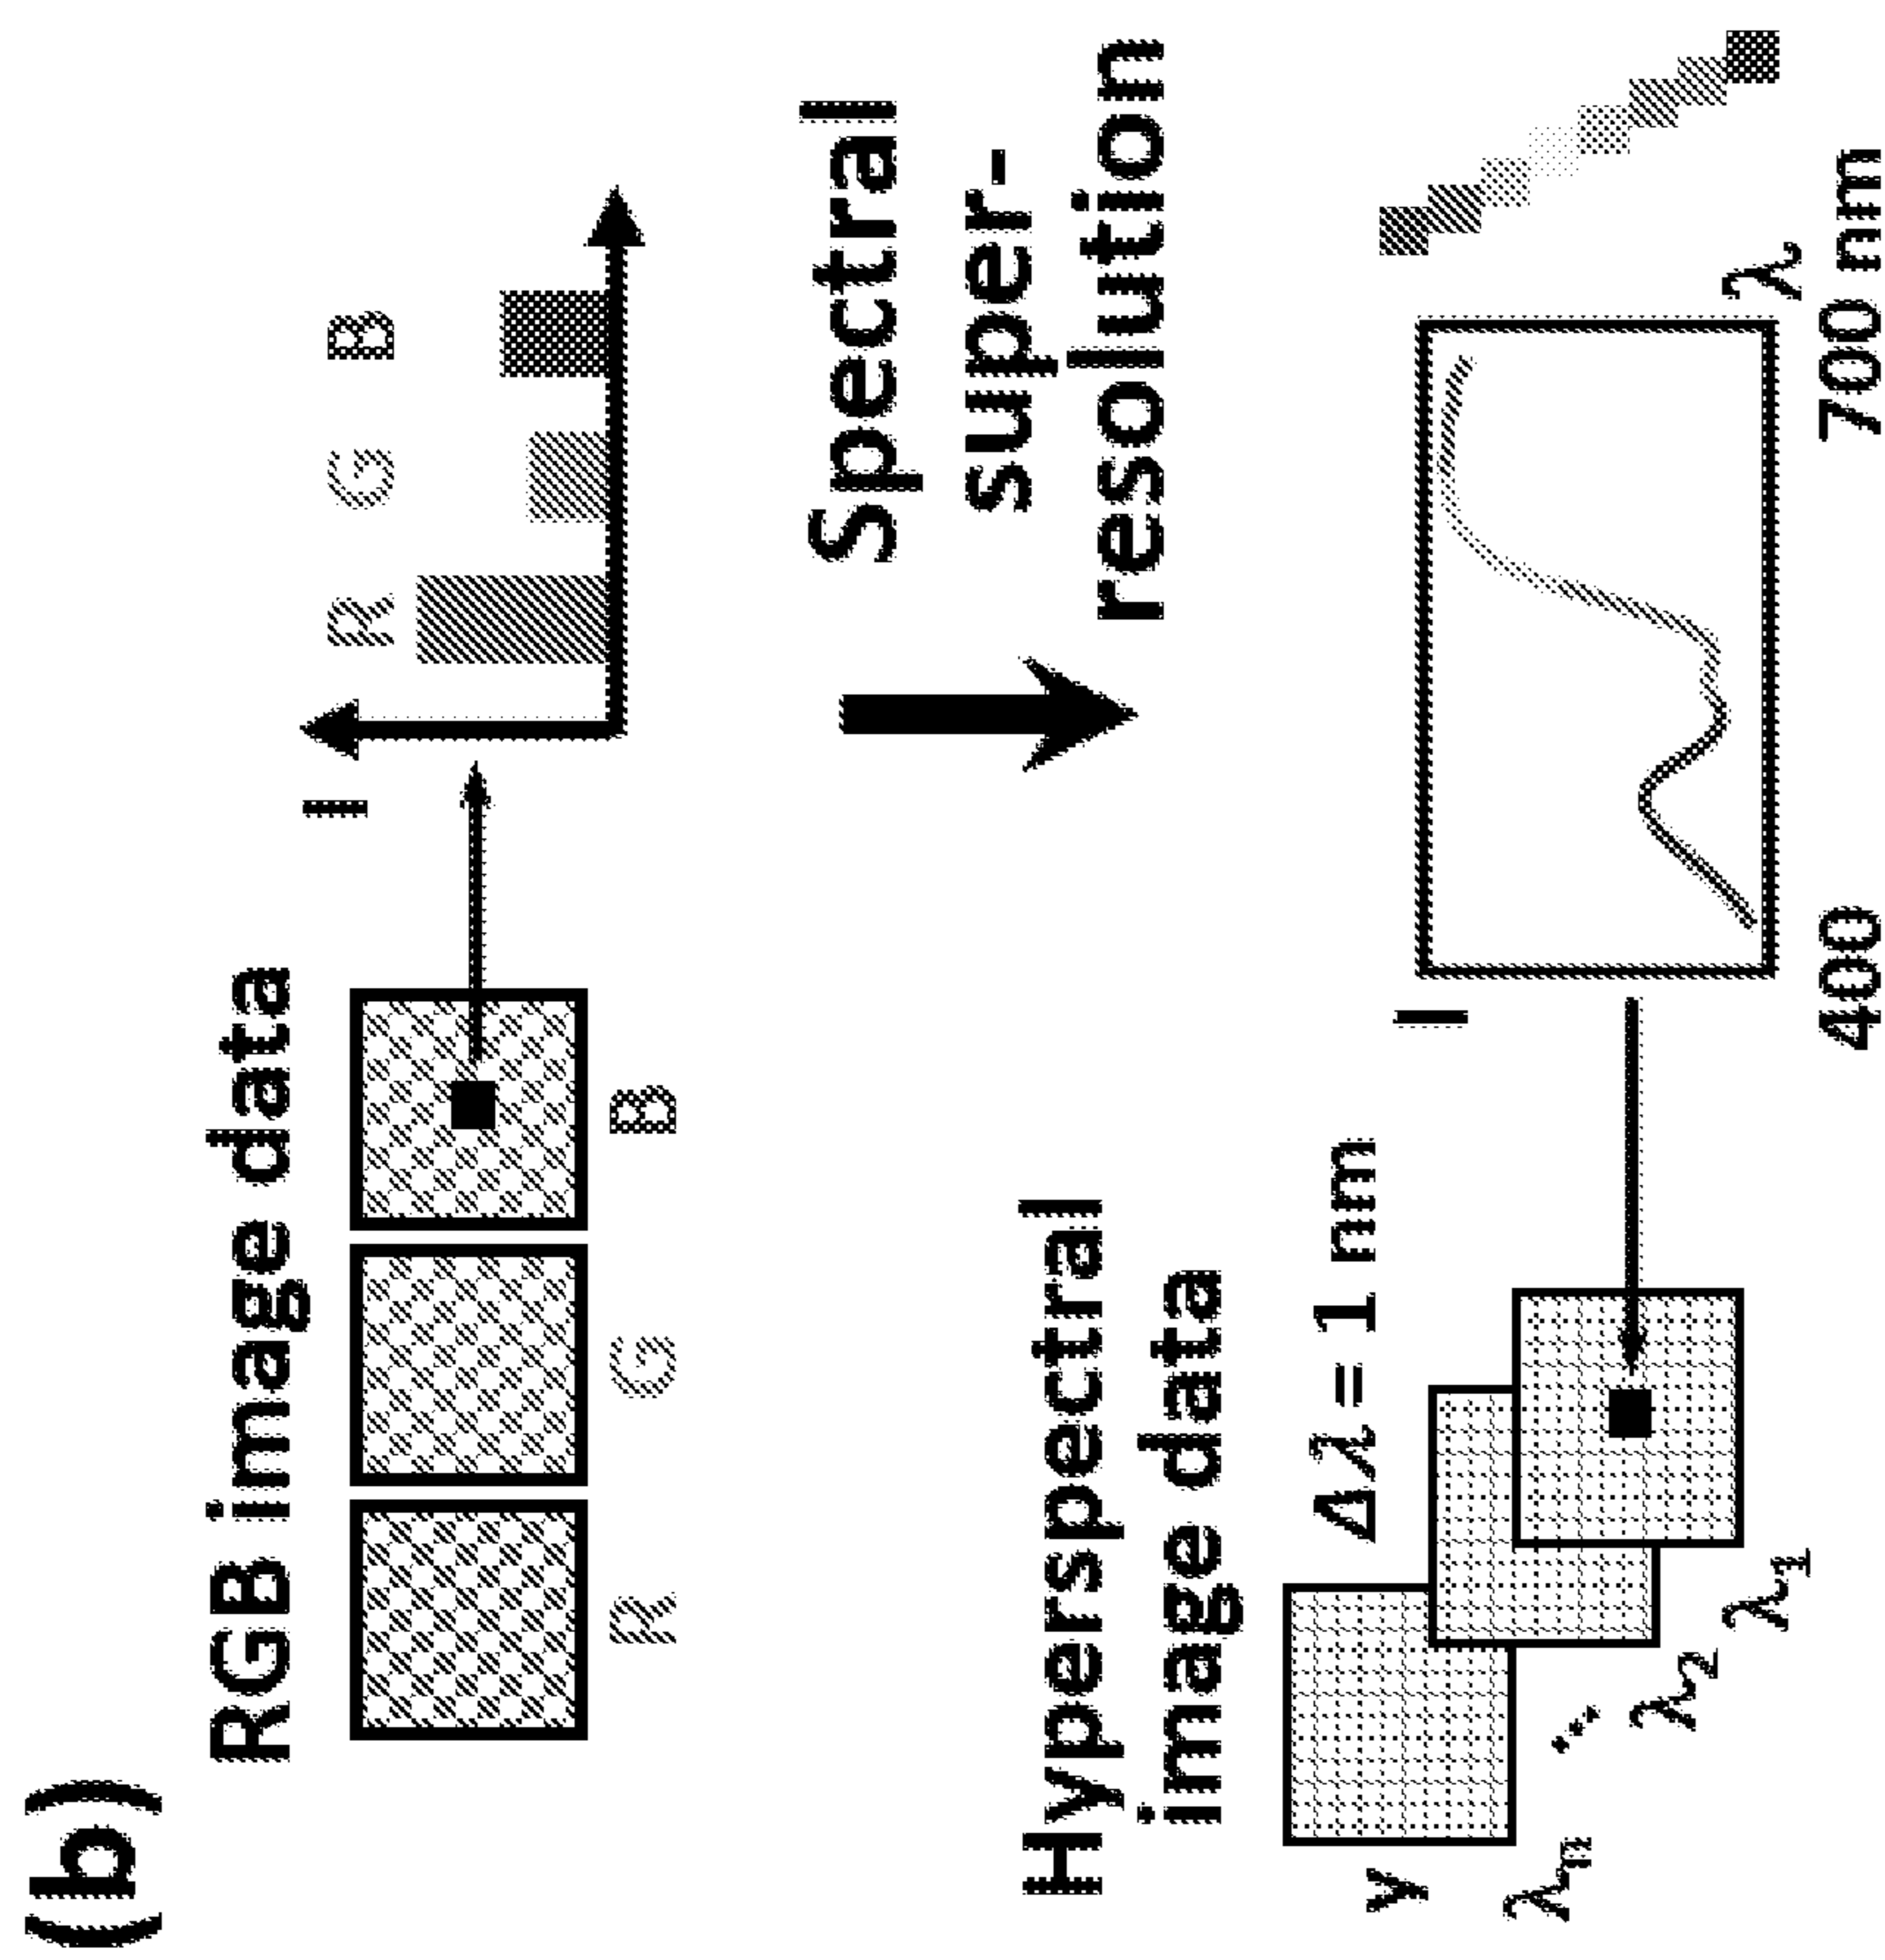 (b)
RGB image data
R G B
I
R G B
Spectral
super-
resolution
Hyperspectral
image data
Δλ = 1 nm
y
λn
λ2
λ1
I
400
700 nm
λ